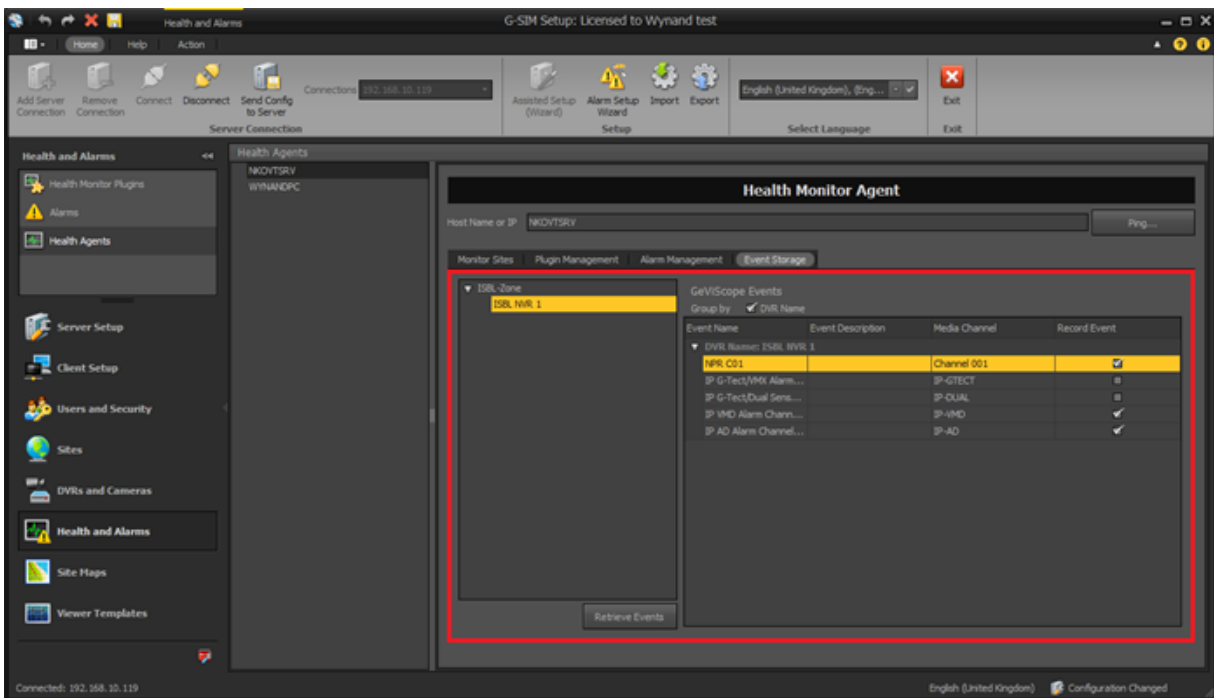 Health and Alarms
G-SIM Setup: Licensed to Wynand test
Home Help Action
Add Server Connection
Remove Connection
Connect
Disconnect
Send Config to Server
Connections 192.168.10.119
Server Connection
Assisted Setup (Wizard)
Alarm Setup Wizard
Import
Export
Setup
English (United Kingdom), (Eng...
Select Language
Exit
Exit
Health and Alarms
Health Monitor Plugins
Alarms
Health Agents
Server Setup
Client Setup
Users and Security
Sites
DVRs and Cameras
Health and Alarms
Site Maps
Viewer Templates
Health Agents
NKOVTSRV
WYNANDPC
Health Monitor Agent
Host Name or IP NKOVTSRV Ping...
Monitor Sites Plugin Management Alarm Management Event Storage
ISBL-Zone
ISBL NVR 1
Retrieve Events
GeViScope Events
Group by DVR Name
Event Name Event Description Media Channel Record Event
DVR Name: ISBL NVR 1
NPR C01 Channel 001
IP G-Tect/VMX Alarm... IP-GTECT
IP G-Tect/Dual Sens... IP-DUAL
IP VMD Alarm Chann... IP-VMD
IP AD Alarm Channel... IP-AD
Connected: 192.168.10.119
English (United Kingdom) Configuration Changed